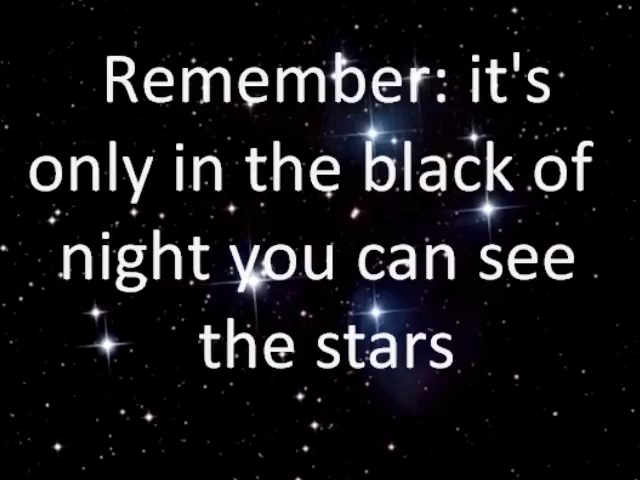 Remember: it's
only in the black of
night you can see
the stars